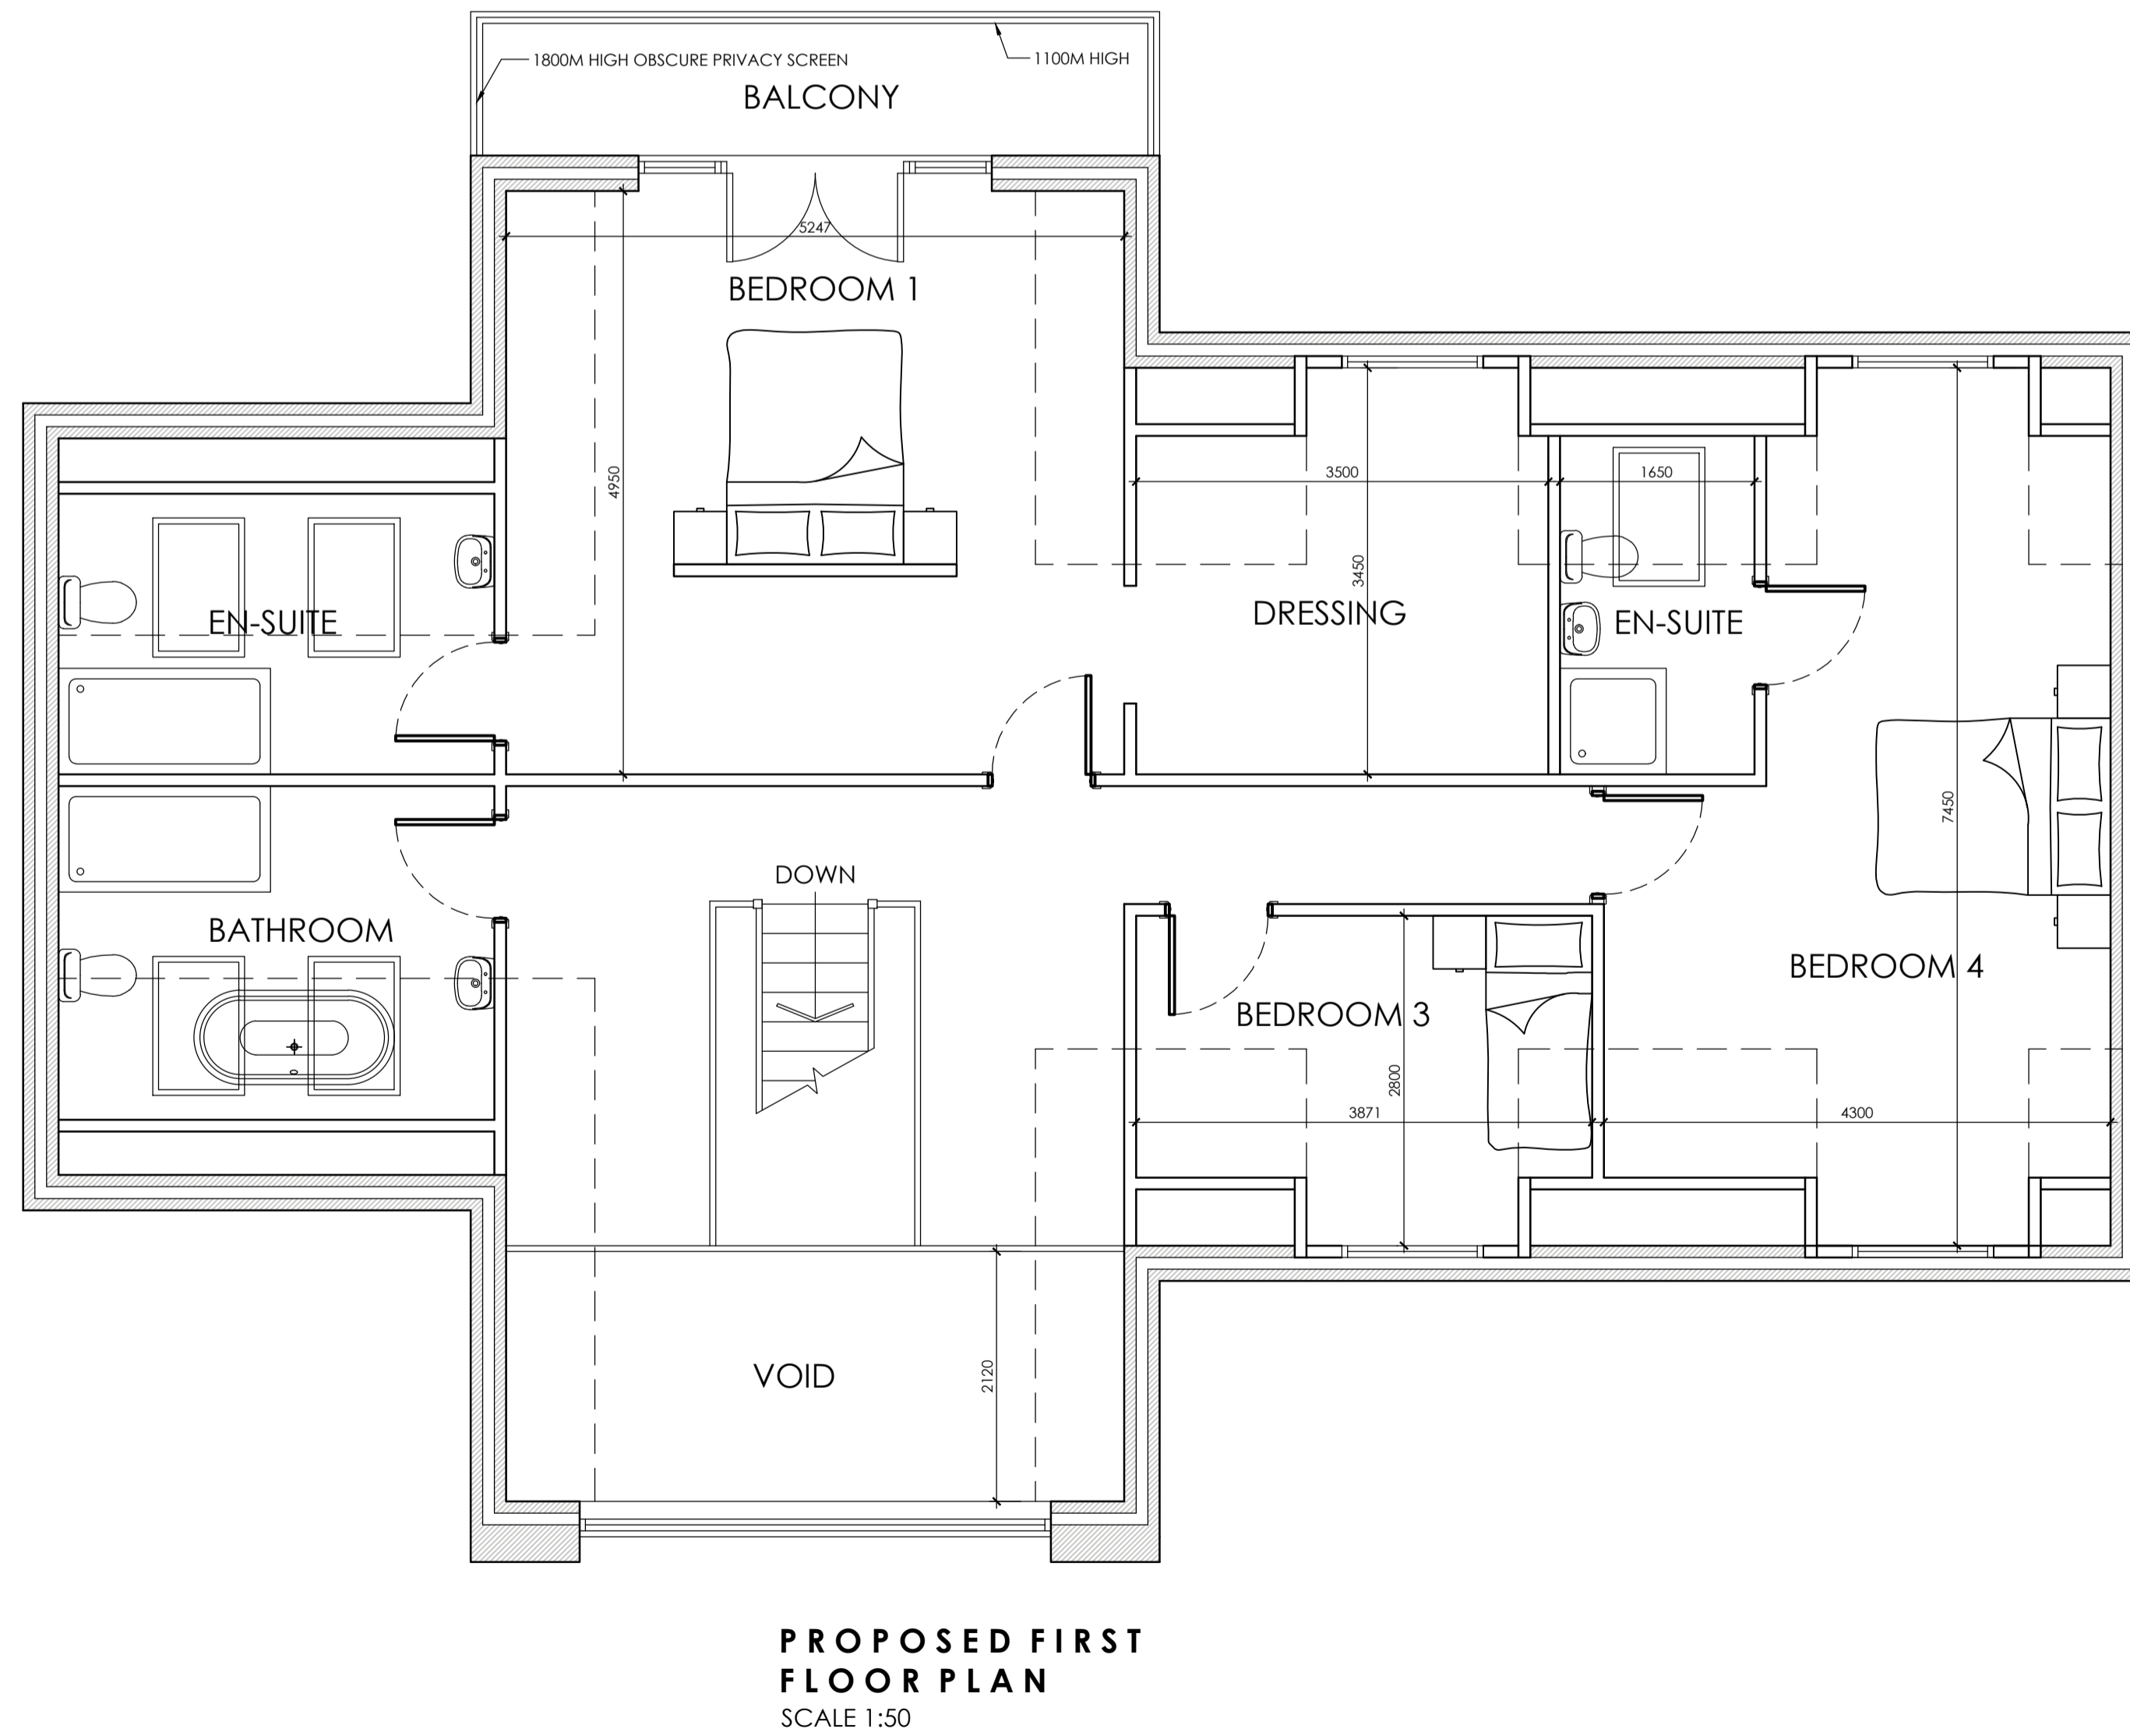 1800M HIGH OBSCURE PRIVACY SCREEN
1100M HIGH
BALCONY
5247
BEDROOM 1
4950
3500
1650
3450
DRESSING
EN-SUITE
EN-SUITE
7450
DOWN
BATHROOM
BEDROOM 4
BEDROOM 3
2800
3871
4300
VOID
2120
PROPOSED FIRST
FLOOR PLAN
SCALE 1:50